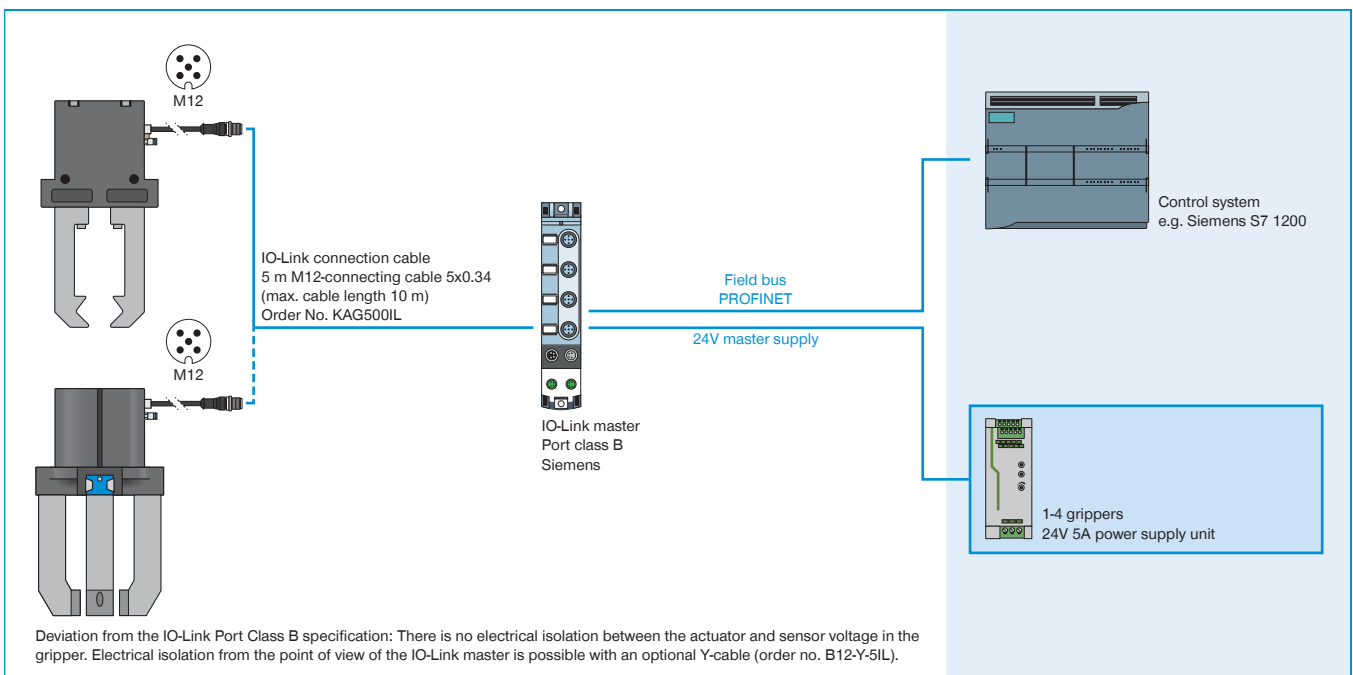 M12
IO-Link connection cable
5 m M12-connecting cable 5x0.34
(max. cable length 10 m)
Order No. KAG500IL
M12
IO-Link master
Port class B
Siemens
Field bus
PROFINET
24V master supply
Control system
e.g. Siemens S7 1200
1-4 grippers
24V 5A power supply unit
Deviation from the IO-Link Port Class B specification: There is no electrical isolation between the actuator and sensor voltage in the
gripper. Electrical isolation from the point of view of the IO-Link master is possible with an optional Y-cable (order no. B12-Y-5IL).